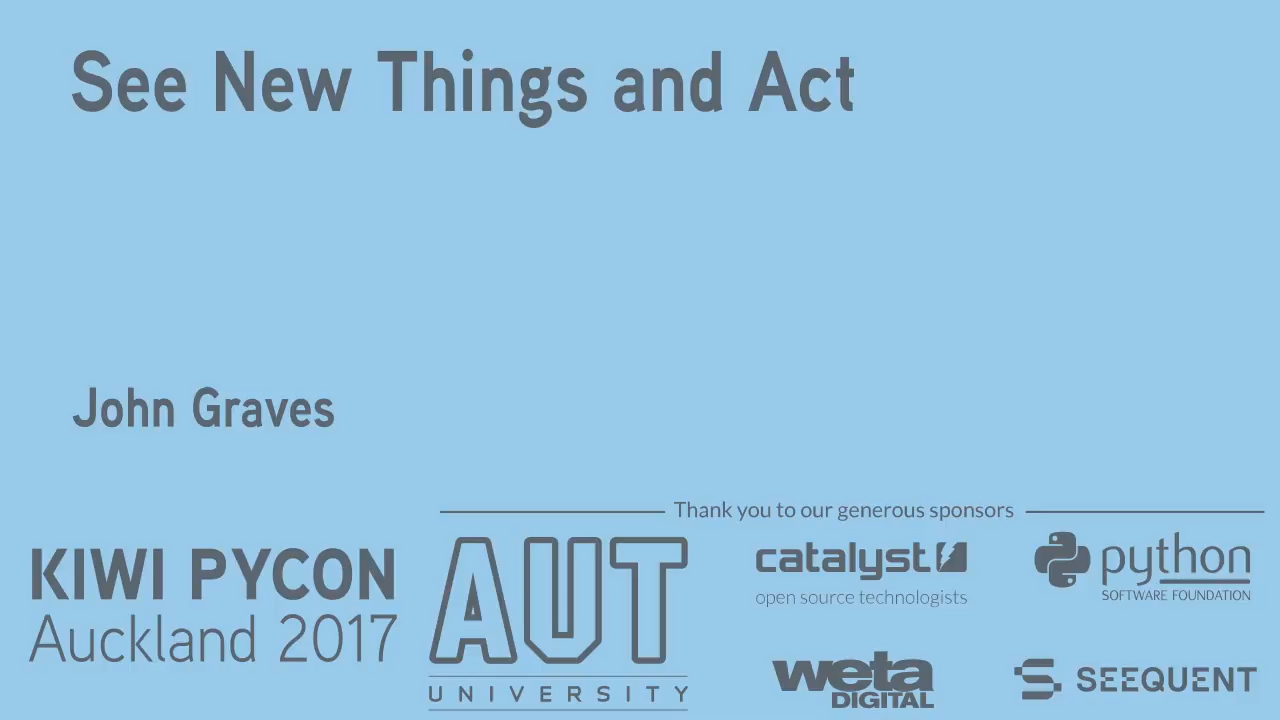 See New Things and Act
John Graves
Thank you to our generous sponsors
KIWI PYCON
Auckland 2017
AUT
UNIVERSITY
catalyst
open source technologists
python
SOFTWARE FOUNDATION
weta
DIGITAL
SEEQUENT